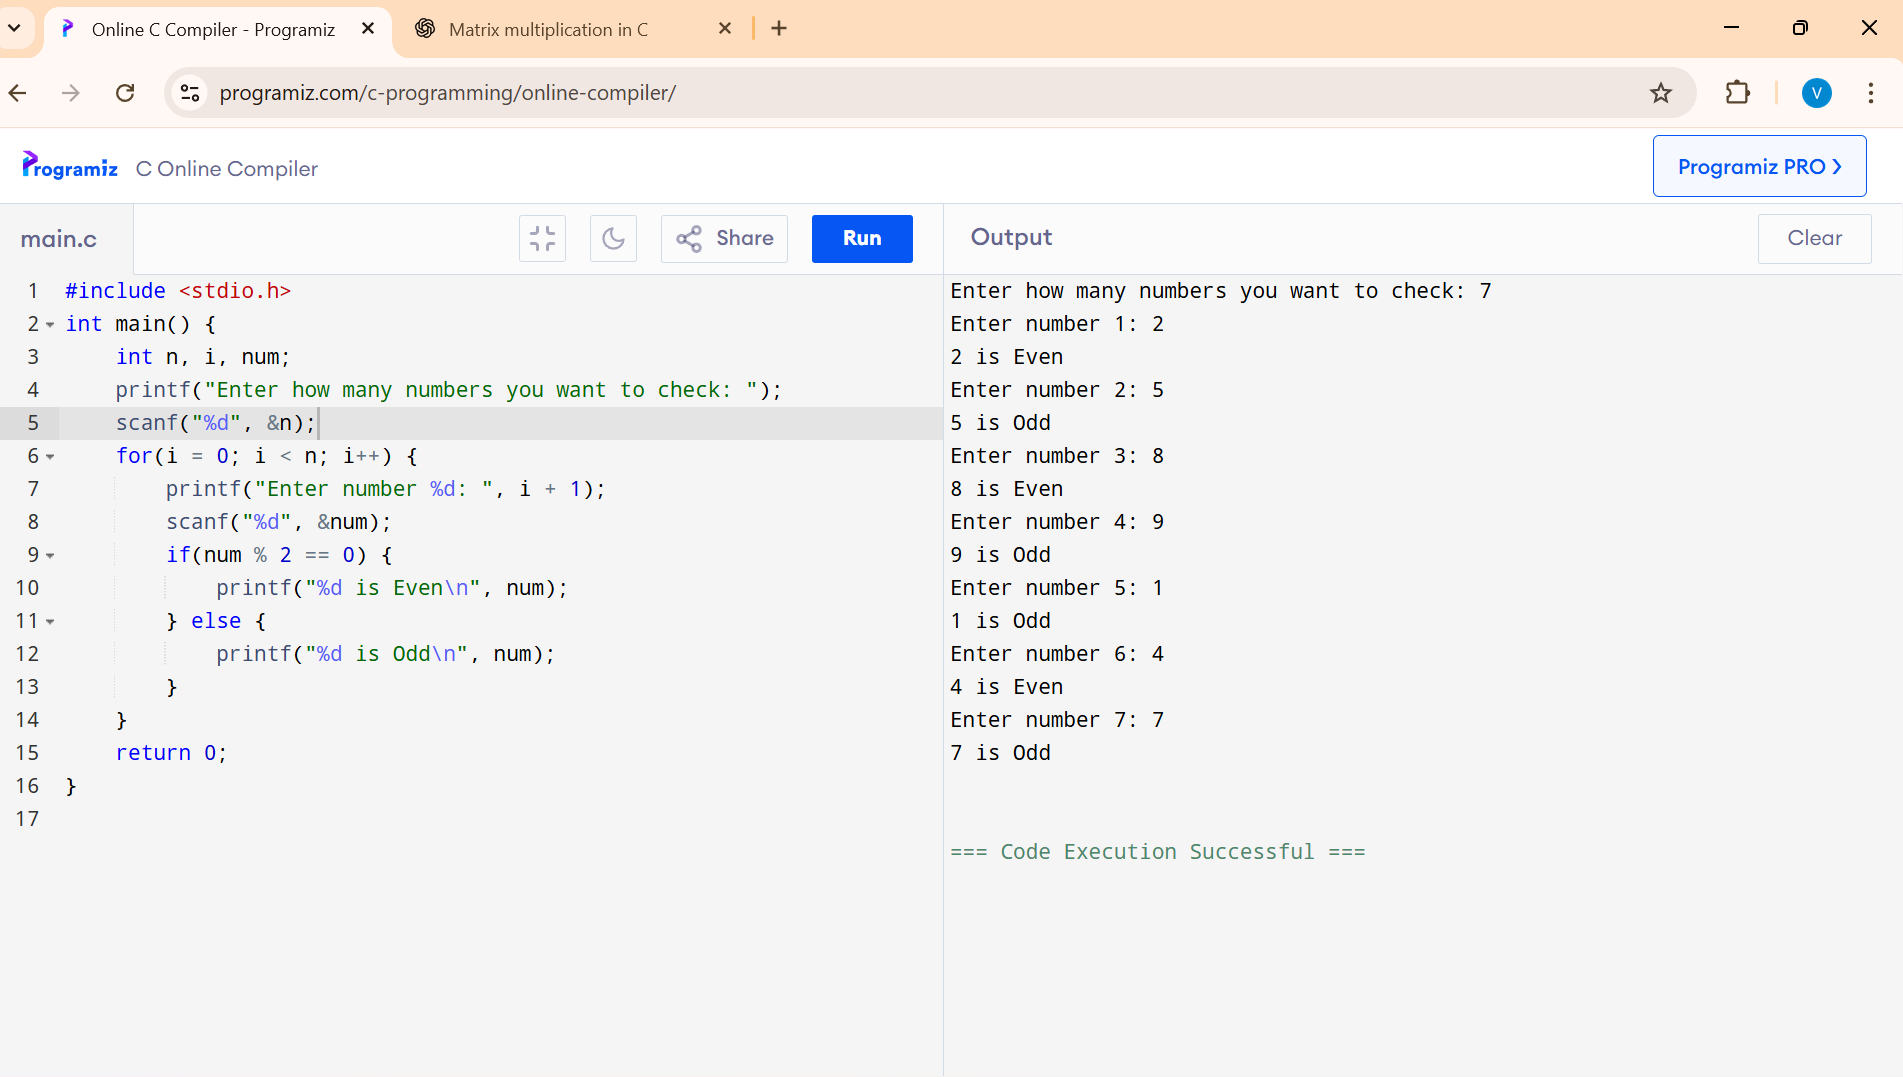 Online C Compiler - Programiz
Matrix multiplication in C
programiz.com/c-programming/online-compiler/
V
Programiz C Online Compiler
Programiz PRO
main.c
Share
Run
Output
Clear
1 #include <stdio.h>
2 int main() {
3     int n, i, num;
4     printf("Enter how many numbers you want to check: ");
5     scanf("%d", &n);
6     for(i = 0; i < n; i++) {
7         printf("Enter number %d: ", i + 1);
8         scanf("%d", &num);
9         if(num % 2 == 0) {
10             printf("%d is Even\n", num);
11         } else {
12             printf("%d is Odd\n", num);
13         }
14     }
15     return 0;
16 }
17
Enter how many numbers you want to check: 7
Enter number 1: 2
2 is Even
Enter number 2: 5
5 is Odd
Enter number 3: 8
8 is Even
Enter number 4: 9
9 is Odd
Enter number 5: 1
1 is Odd
Enter number 6: 4
4 is Even
Enter number 7: 7
7 is Odd
=== Code Execution Successful ===